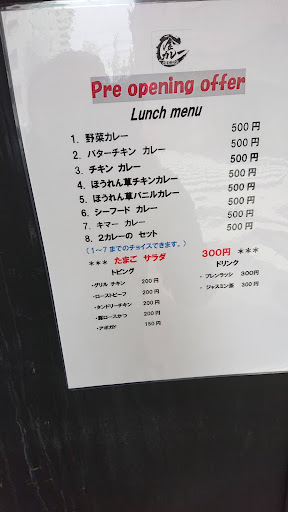 カレー
Pre opening offer
Lunch menu
1. 野菜カレー 500円
2. バターチキン カレー 500円
3. チキン カレー 500円
4. ほうれん草チキンカレー 500円
5. ほうれん草バニルカレー 500円
6. シーフード カレー 500円
7. キマー カレー 500円
8. 2カレーの セット 500円
(1～7 までのチョイスできます。)
*** たまご サラダ 300円 ***
トピング ドリンク
・グリル チキン 200円 ・プレンラッシ 300円
・ローストビーフ 200円 ・ジャスミン茶 300円
・タンドリーチキン 200円
・豚ロースかつ 200円
・アボガド 150円